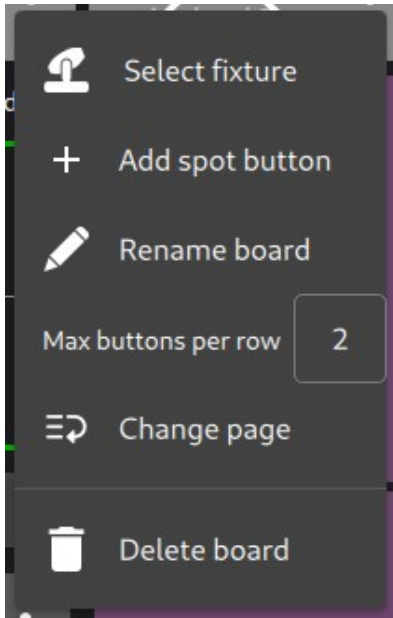 Select fixture
Add spot button
Rename board
Max buttons per row 2
Change page
Delete board